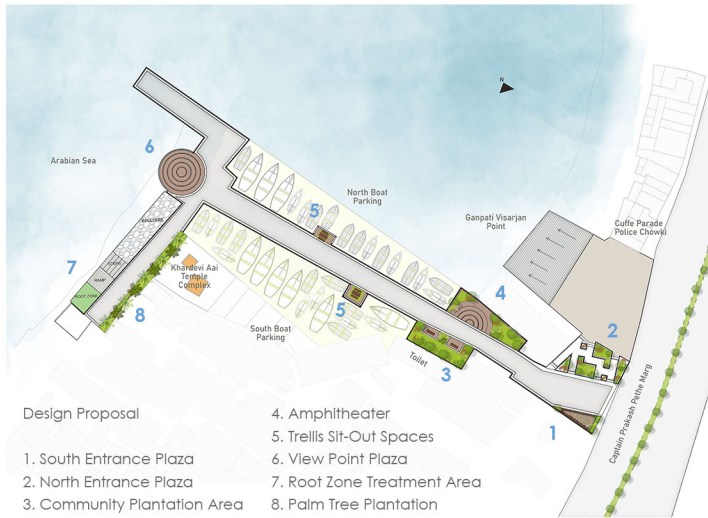 N
Arabian Sea
6
North Boat
Parking
5
Ganpati Visarjan
Point
Cuffe Parade
Police Chowki
BOULDERS
STEPS
RAMP
ROOT ZONE
7
8
Khardevi Aai
Temple
Complex
5
South Boat
Parking
4
2
Toilet
3
1
Captain Prakash Pethe Marg
Design Proposal
1. South Entrance Plaza
2. North Entrance Plaza
3. Community Plantation Area
4. Amphitheater
5. Trellis Sit-Out Spaces
6. View Point Plaza
7. Root Zone Treatment Area
8. Palm Tree Plantation